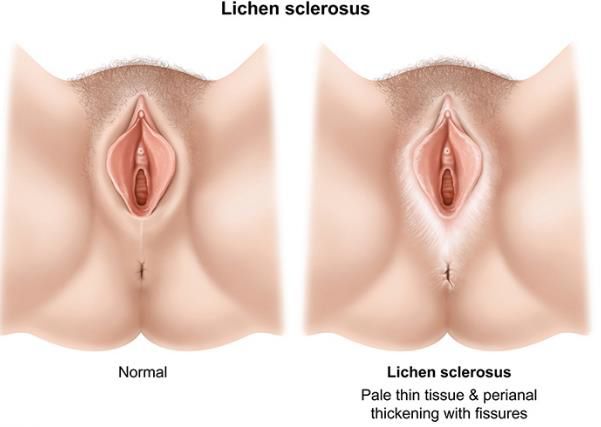 Lichen sclerosus
Normal
Lichen sclerosus
Pale thin tissue & perianal
thickening with fissures